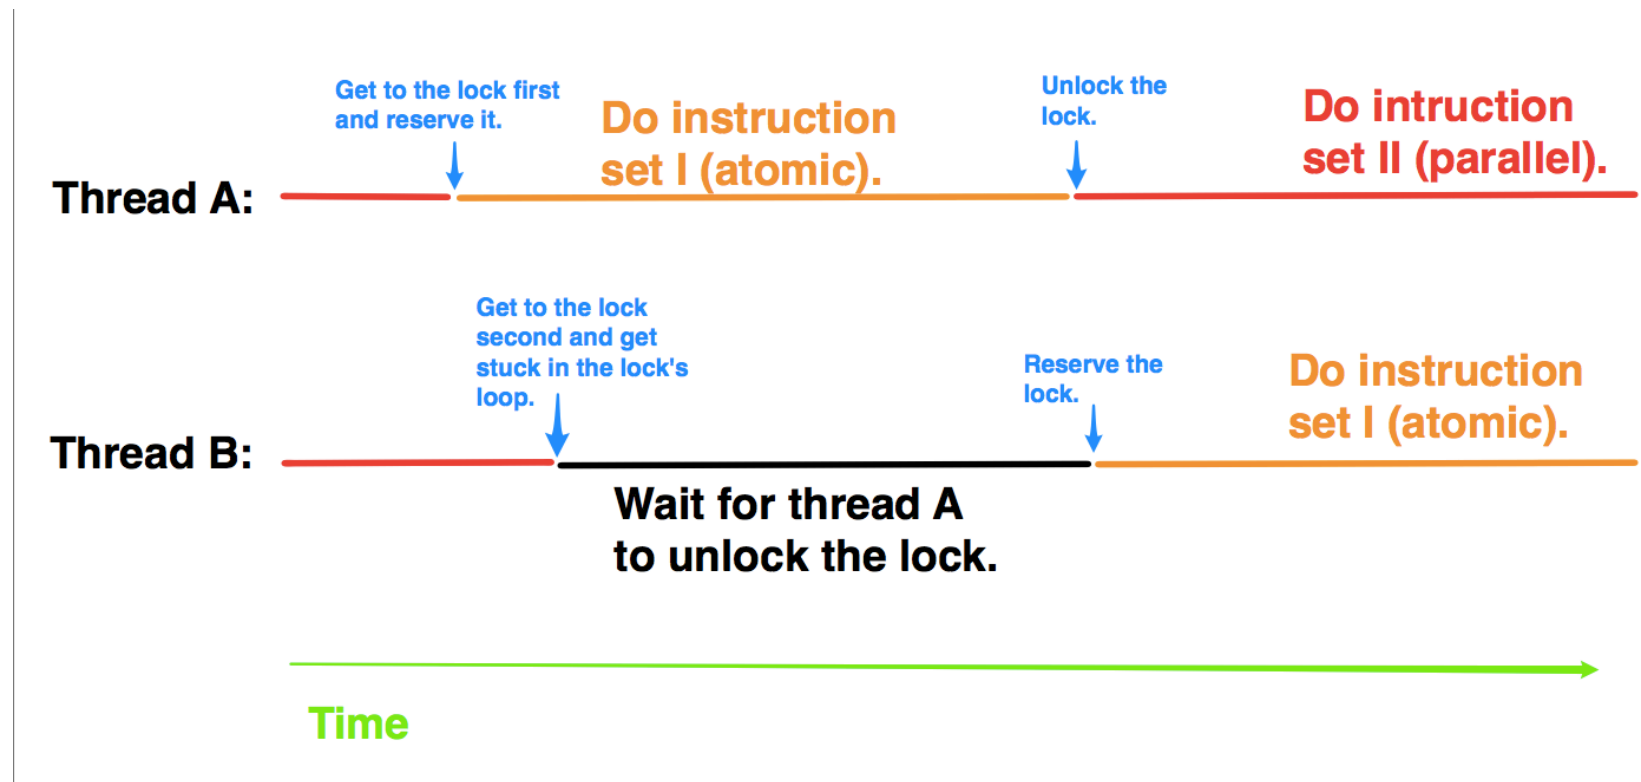 Get to the lock first
and reserve it.
Do instruction
set I (atomic).
Unlock the
lock.
Do intruction
set II (parallel).
Thread A:
Get to the lock
second and get
stuck in the lock's
loop.
Reserve the
lock.
Do instruction
set I (atomic).
Thread B:
Wait for thread A
to unlock the lock.
Time